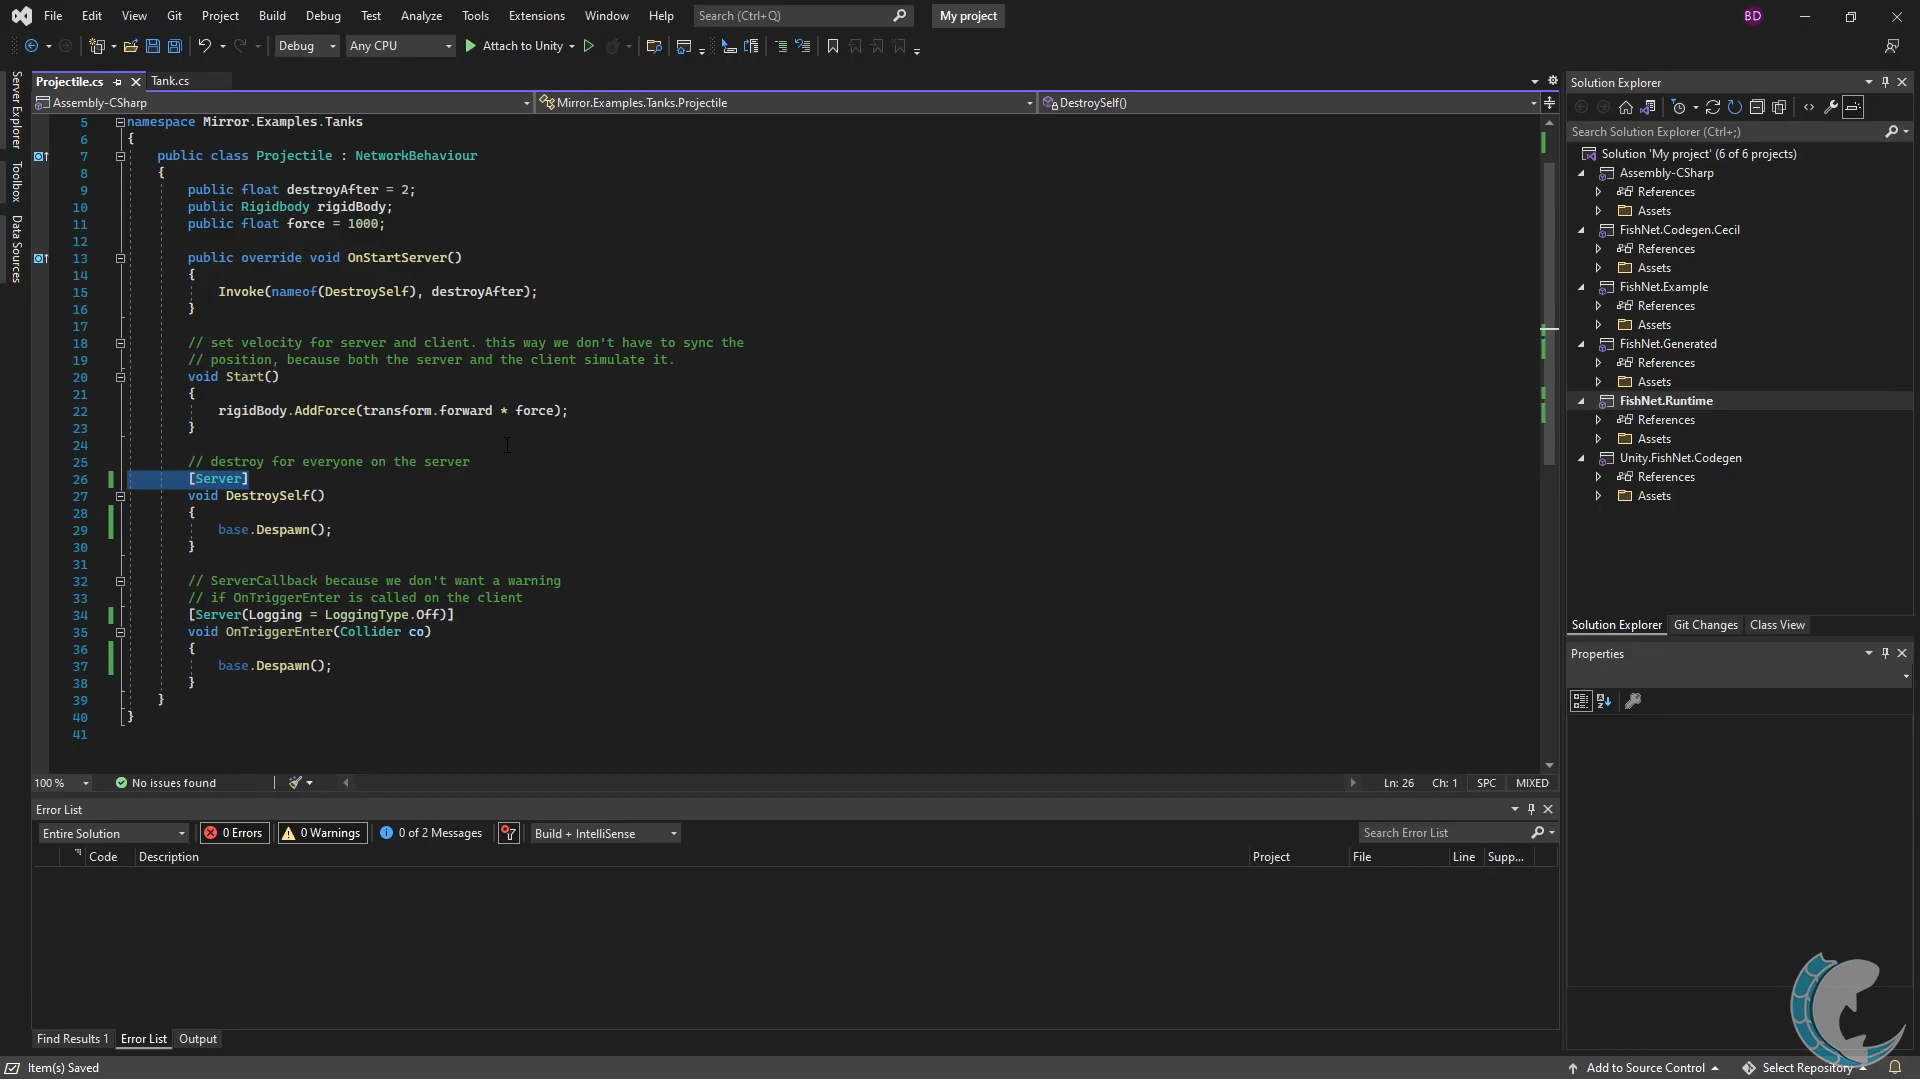 File Edit View Git Project Build Debug Test Analyze Tools Extensions Window Help Search (Ctrl+Q) My project BD
Debug Any CPU Attach to Unity
Server Explorer
Toolbox
Data Sources
Projectile.cs Tank.cs
Assembly-CSharp Mirror.Examples.Tanks.Projectile DestroySelf()
5 namespace Mirror.Examples.Tanks
6 {
7 public class Projectile : NetworkBehaviour
8 {
9 public float destroyAfter = 2;
10 public Rigidbody rigidBody;
11 public float force = 1000;
12
13 public override void OnStartServer()
14 {
15 Invoke(nameof(DestroySelf), destroyAfter);
16 }
17
18 // set velocity for server and client. this way we don't have to sync the
19 // position, because both the server and the client simulate it.
20 void Start()
21 {
22 rigidBody.AddForce(transform.forward * force);
23 }
24
25 // destroy for everyone on the server
26 [Server]
27 void DestroySelf()
28 {
29 base.Despawn();
30 }
31
32 // ServerCallback because we don't want a warning
33 // if OnTriggerEnter is called on the client
34 [Server(Logging = LoggingType.Off)]
35 void OnTriggerEnter(Collider co)
36 {
37 base.Despawn();
38 }
39 }
40 }
41
100 % No issues found Ln: 26 Ch: 1 SPC MIXED
Error List
Entire Solution 0 Errors 0 Warnings 0 of 2 Messages Build + IntelliSense Search Error List
Code Description Project File Line Supp...
Find Results 1 Error List Output
Solution Explorer
Search Solution Explorer (Ctrl+;)
Solution 'My project' (6 of 6 projects)
Assembly-CSharp
References
Assets
FishNet.Codegen.Cecil
References
Assets
FishNet.Example
References
Assets
FishNet.Generated
References
Assets
FishNet.Runtime
References
Assets
Unity.FishNet.Codegen
References
Assets
Solution Explorer Git Changes Class View
Properties
Item(s) Saved Add to Source Control Select Repository